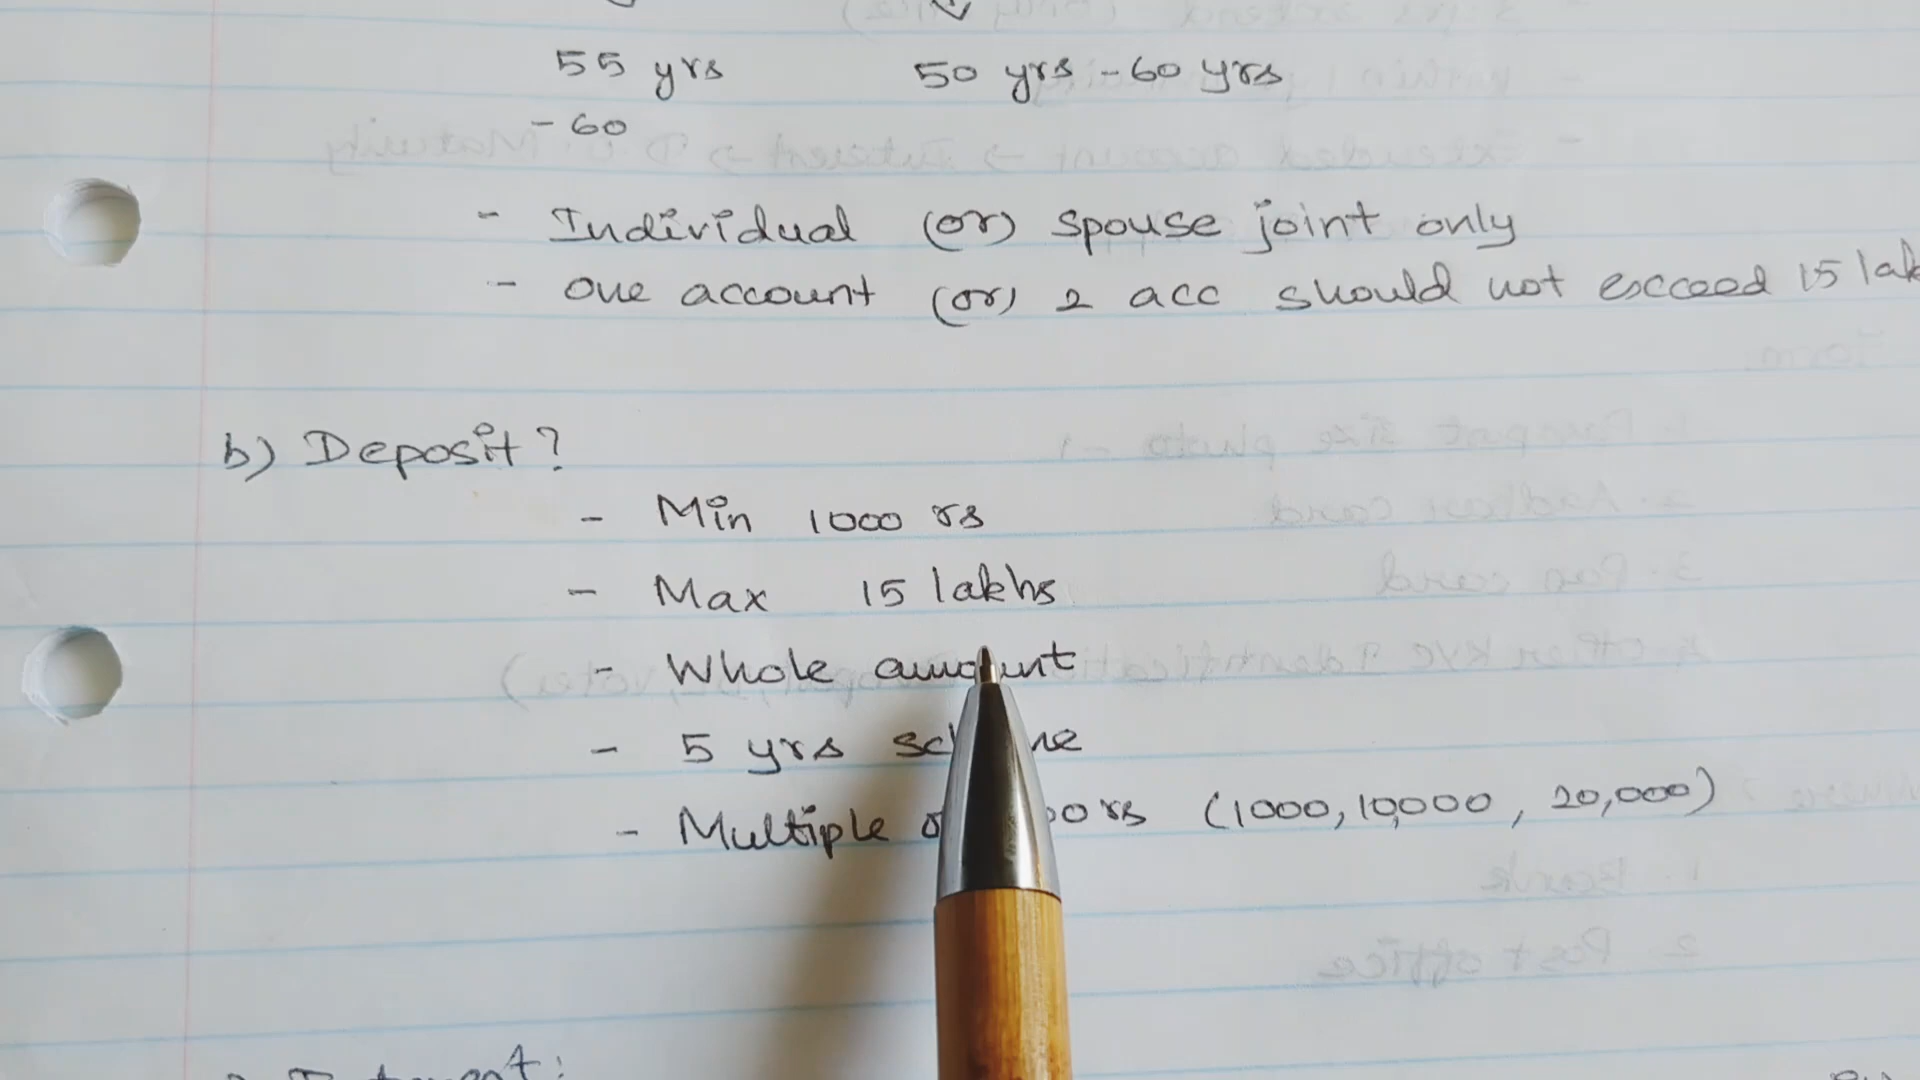 55 yrs 50 yrs - 60 yrs
- 60
- Individual (or) spouse joint only
- One account (or) 2 acc should not exceed 15 lak
b) Deposit?
- Min 1000 rs
- Max 15 lakhs
- Whole amount
- 5 yrs
- Multiple rs (1000, 10,000, 20,000)